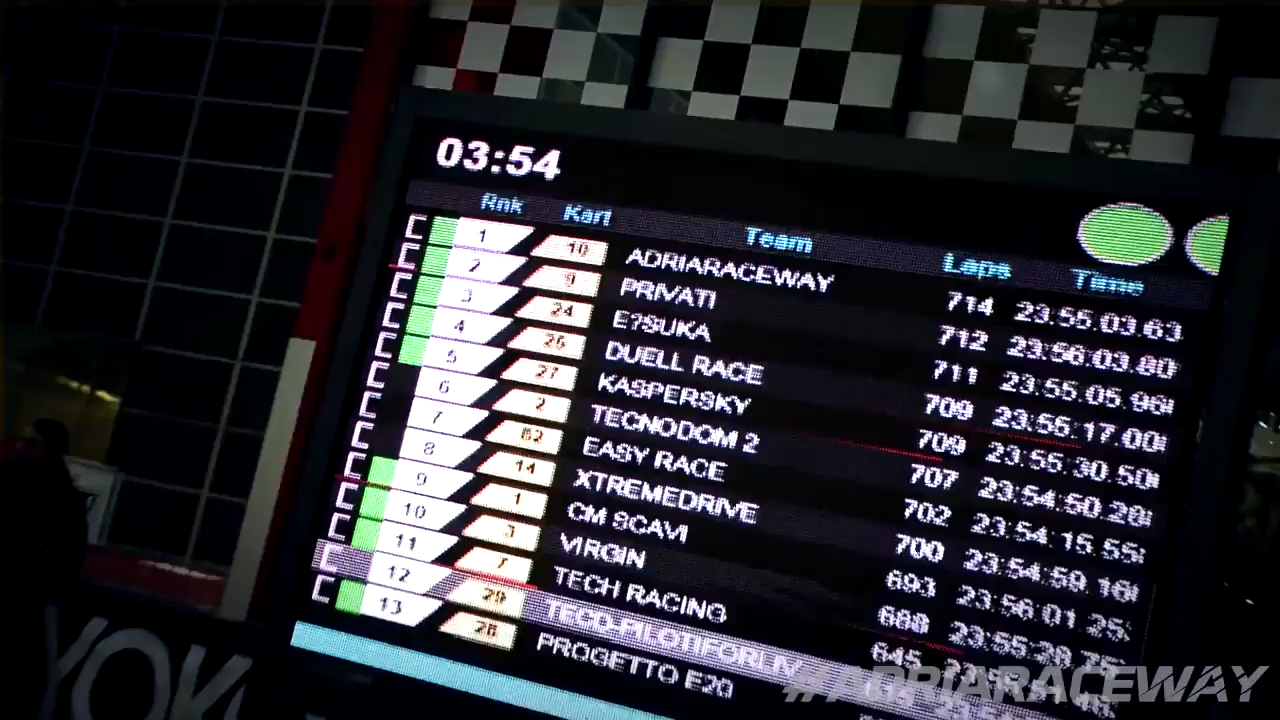 03:54
Rnk Kart Team Laps Time
C 1 10 ADRIARACEWAY 714 23:55:03.63
C 2 9 PRIVATI 712 23:56:03.80
C 3 24 E?SUKA 711 23:55:05.96
C 4 DUELL RACE 709 23:55:17.00
C 5 27 KASPERSKY 709 23:55:30.50
C 6 2 TECNODOM 2 707 23:54:50.20
C 7 EASY RACE 702 23:54:15.55
C 8 14 XTREMEDRIVE 700 23:54:59.16
C 9 1 CM SCAVI 693 23:56:01.25
C 10 3 VIRGIN 688
C 11 7 TECH RACING 645
C 12 29 TECD-PILOTIFORLIV
C 13 28 PROGETTO E20
YOKO
#ADRIARACEWAY